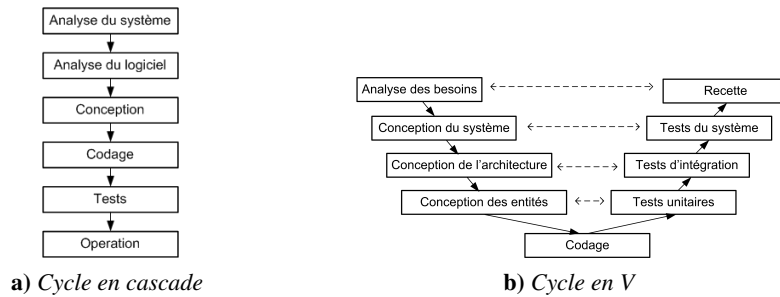 Analyse du système
Analyse du logiciel
Conception
Codage
Tests
Operation
a) Cycle en cascade
Analyse des besoins
Recette
Conception du système
Tests du système
Conception de l'architecture
Tests d'intégration
Conception des entités
Tests unitaires
Codage
b) Cycle en V